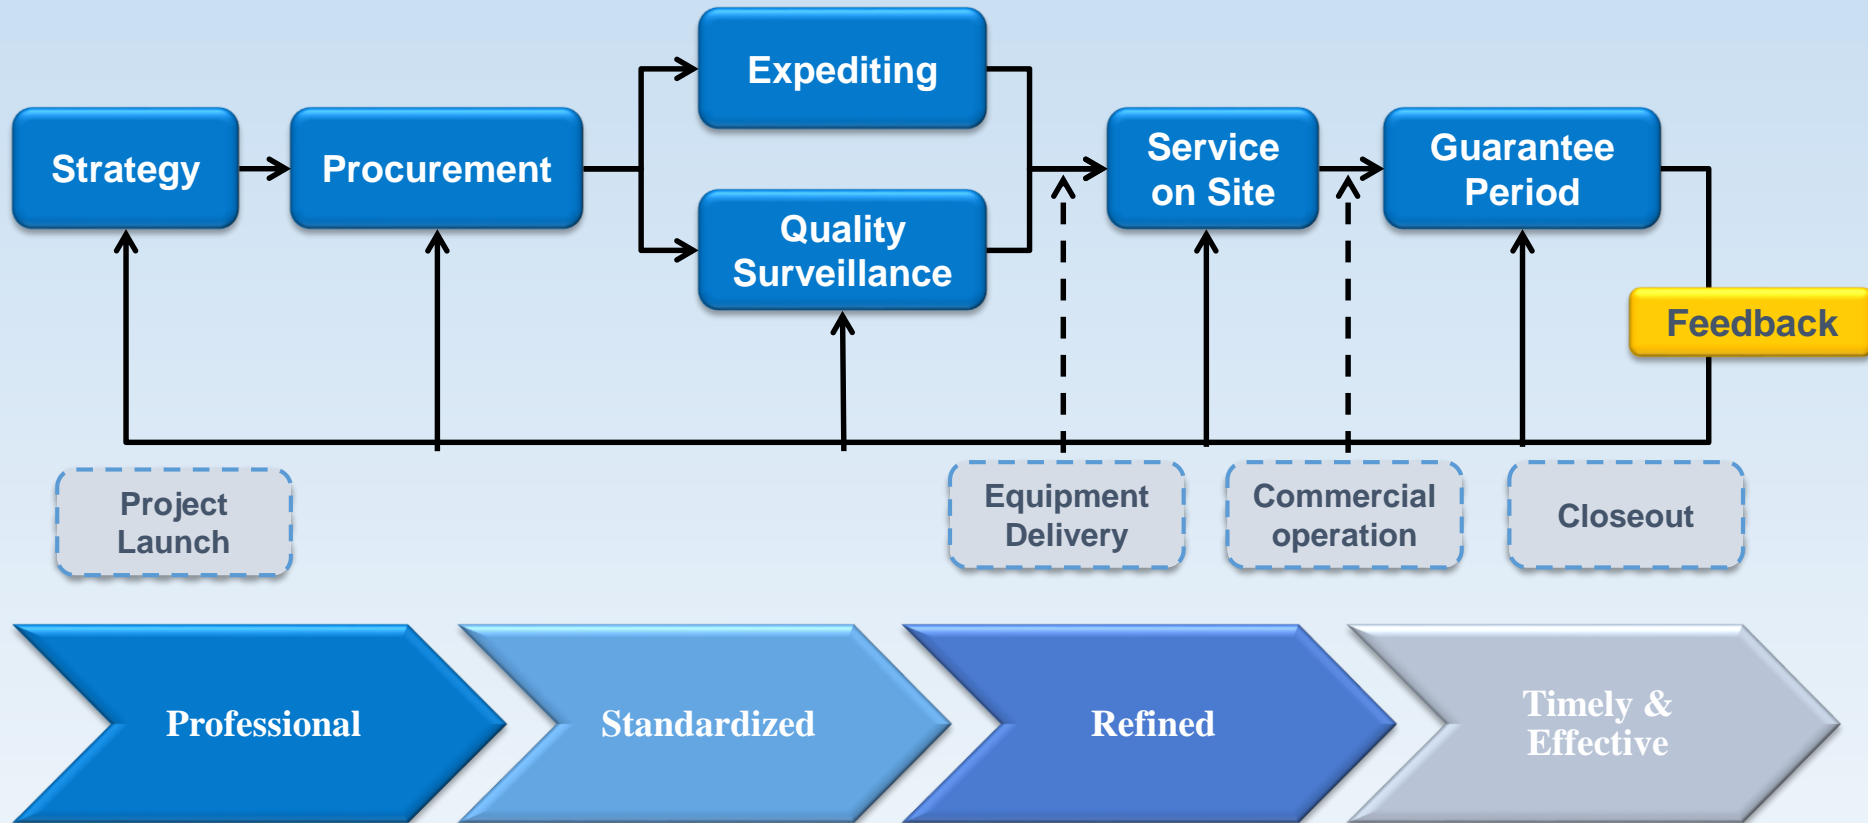 Expediting
Strategy
Procurement
Quality
Surveillance
Service
on Site
Guarantee
Period
Feedback
Project
Launch
Equipment
Delivery
Commercial
operation
Closeout
Professional
Standardized
Refined
Timely &
Effective